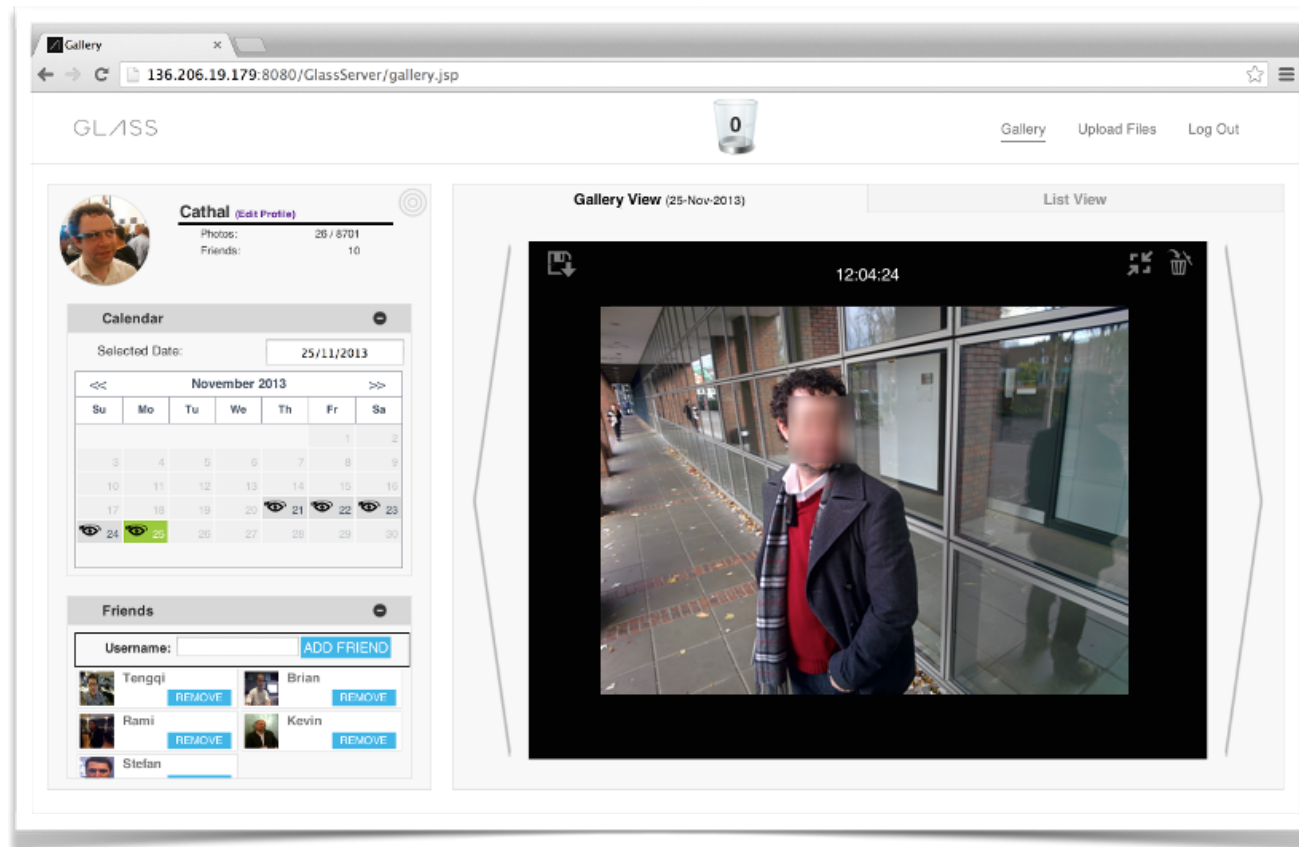 Gallery
136.206.19.179:8080/GlassServer/gallery.jsp
GLASS
0
Gallery Upload Files Log Out
Cathal (Edit Profile)
Photos: 26 / 8701
Friends: 10
Calendar
Selected Date: 25/11/2013
<< November 2013 >>
Su Mo Tu We Th Fr Sa
1 2
3 4 5 6 7 8 9
10 11 12 13 14 15 16
17 18 19 20 21 22 23
24 25 26 27 28 29 30
Friends
Username: ADD FRIEND
Tengqi REMOVE
Brian REMOVE
Rami REMOVE
Kevin REMOVE
Stefan
Gallery View (25-Nov-2013)
List View
12:04:24